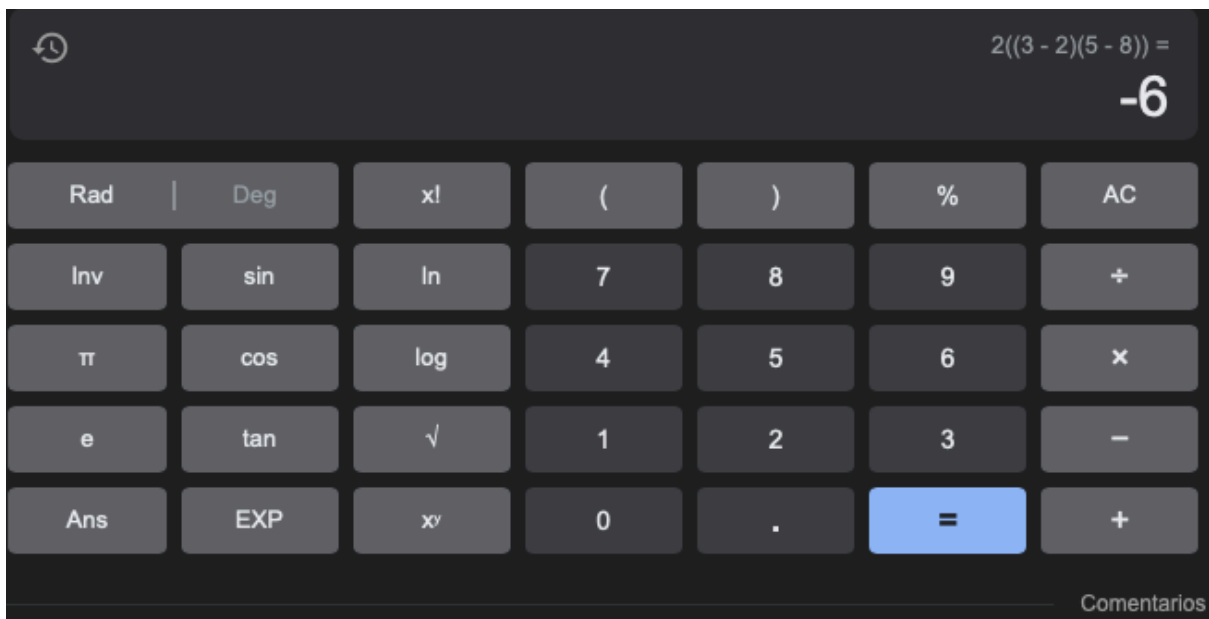 2((3 - 2)(5 - 8)) =
-6
Rad | Deg x! ( ) % AC
Inv sin ln 7 8 9 ÷
π cos log 4 5 6 ×
e tan √ 1 2 3 −
Ans EXP xʸ 0 . = +
Comentarios